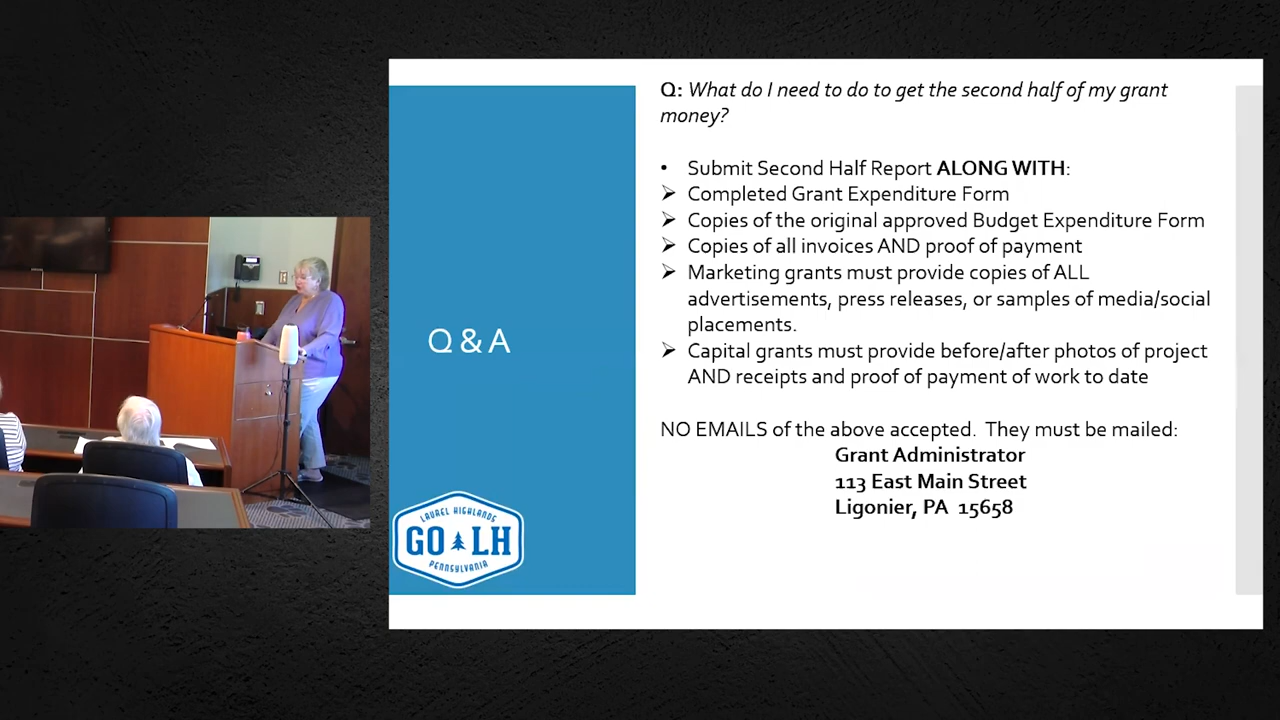 Q: What do I need to do to get the second half of my grant
money?
• Submit Second Half Report ALONG WITH:
➢ Completed Grant Expenditure Form
➢ Copies of the original approved Budget Expenditure Form
➢ Copies of all invoices AND proof of payment
➢ Marketing grants must provide copies of ALL
advertisements, press releases, or samples of media/social
placements.
➢ Capital grants must provide before/after photos of project
AND receipts and proof of payment of work to date
NO EMAILS of the above accepted. They must be mailed:
Grant Administrator
113 East Main Street
Ligonier, PA 15658
Q & A
LAUREL HIGHLANDS
GO LH
PENNSYLVANIA